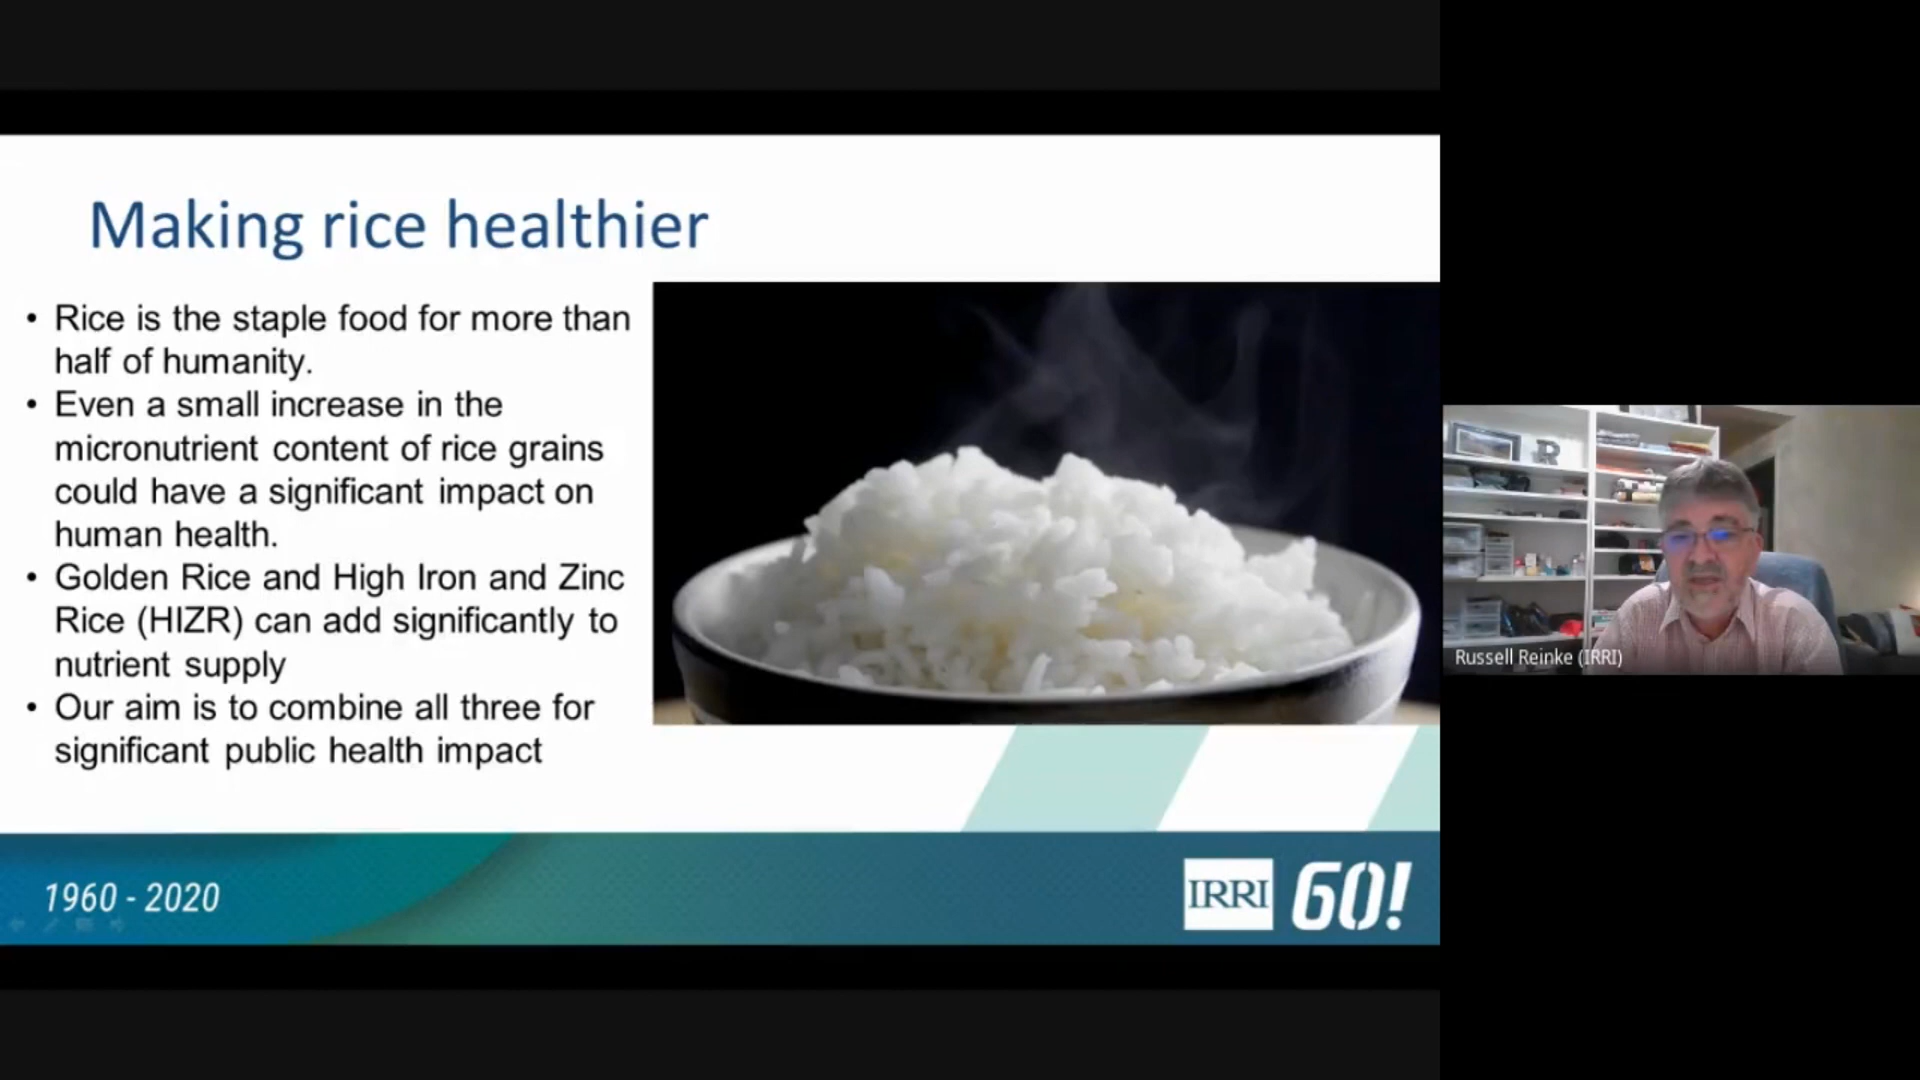 Making rice healthier
• Rice is the staple food for more than
half of humanity.
• Even a small increase in the
micronutrient content of rice grains
could have a significant impact on
human health.
• Golden Rice and High Iron and Zinc
Rice (HIZR) can add significantly to
nutrient supply
• Our aim is to combine all three for
significant public health impact
1960 - 2020
IRRI 60!
R
Russell Reinke (IRRI)